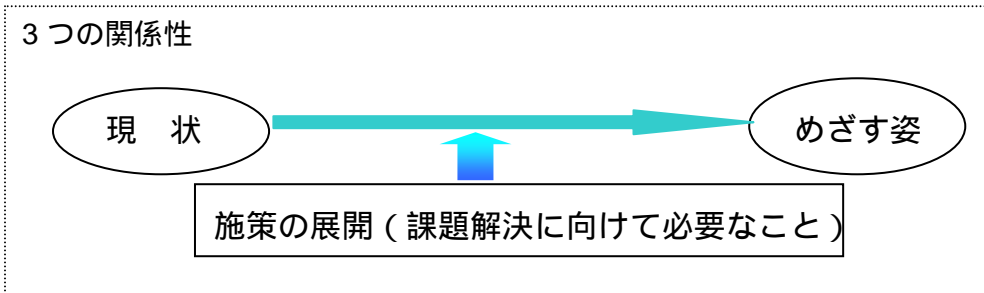 3つの関係性
現　状
めざす姿
施策の展開（課題解決に向けて必要なこと）